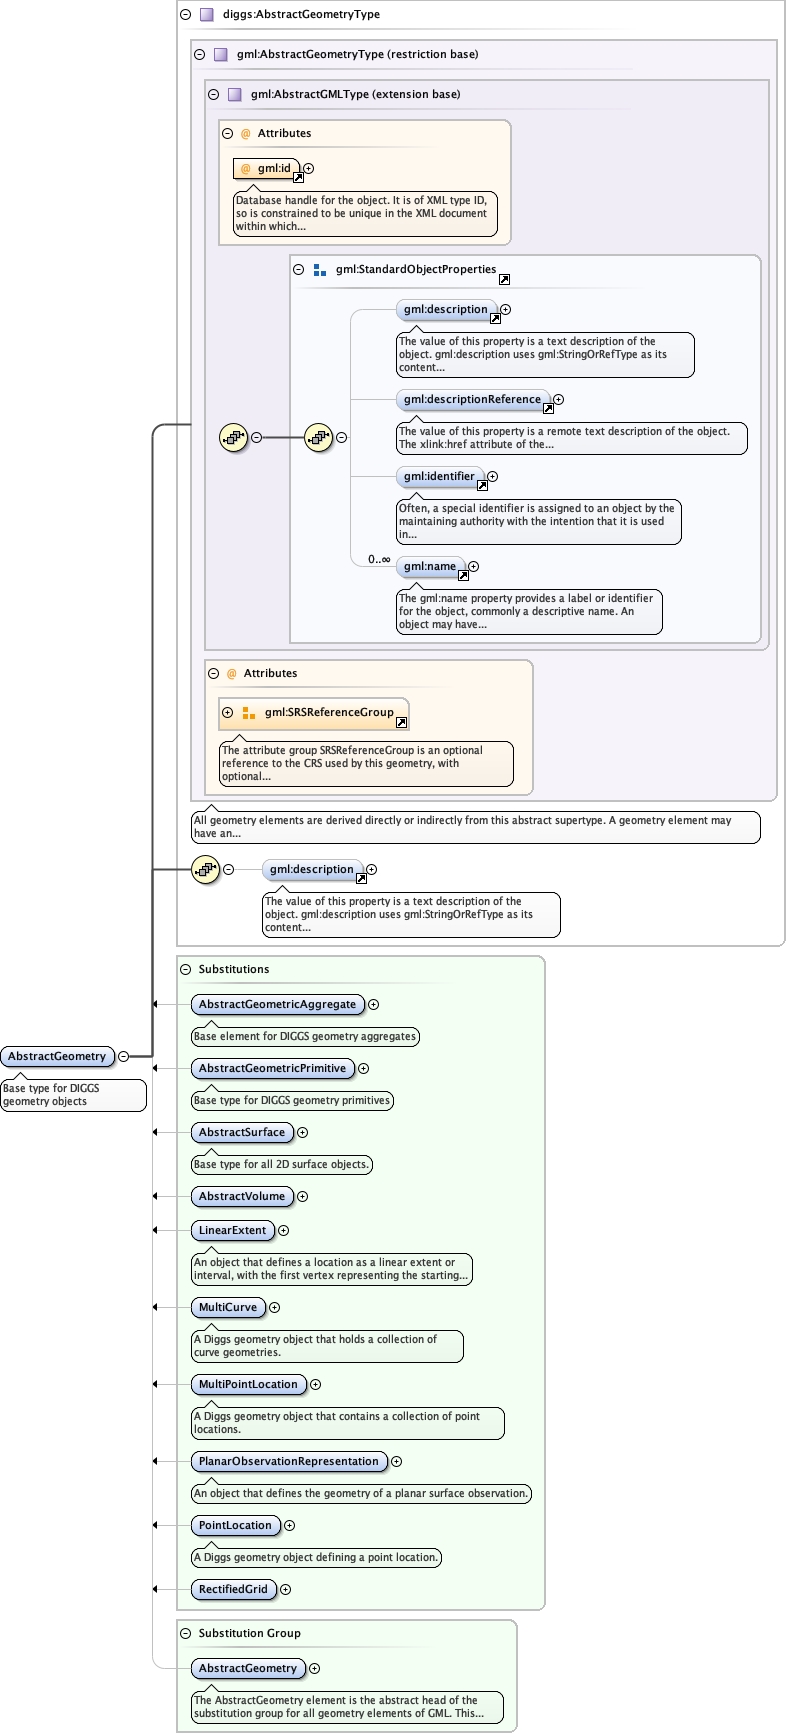 diggs:AbstractGeometryType
gml:AbstractGeometryType (restriction base)
gml:AbstractGMLType (extension base)
@ Attributes
@ gml:id
Database handle for the object. It is of XML type ID,
so is constrained to be unique in the XML document
within which...
gml:StandardObjectProperties
gml:description
The value of this property is a text description of the
object. gml:description uses gml:StringOrRefType as its
content...
gml:descriptionReference
The value of this property is a remote text description of the object.
The xlink:href attribute of the...
gml:identifier
Often, a special identifier is assigned to an object by the
maintaining authority with the intention that it is used
in...
0..∞
gml:name
The gml:name property provides a label or identifier
for the object, commonly a descriptive name. An
object may have...
@ Attributes
gml:SRSReferenceGroup
The attribute group SRSReferenceGroup is an optional
reference to the CRS used by this geometry, with
optional...
All geometry elements are derived directly or indirectly from this abstract supertype. A geometry element may
have an...
gml:description
The value of this property is a text description of the
object. gml:description uses gml:StringOrRefType as its
content...
Substitutions
AbstractGeometricAggregate
Base element for DIGGS geometry aggregates
AbstractGeometry
Base type for DIGGS
geometry objects
AbstractGeometricPrimitive
Base type for DIGGS geometry primitives
AbstractSurface
Base type for all 2D surface objects.
AbstractVolume
LinearExtent
An object that defines a location as a linear extent or
interval, with the first vertex representing the starting...
MultiCurve
A Diggs geometry object that holds a collection of
curve geometries.
MultiPointLocation
A Diggs geometry object that contains a collection of point
locations.
PlanarObservationRepresentation
An object that defines the geometry of a planar surface observation.
PointLocation
A Diggs geometry object defining a point location.
RectifiedGrid
Substitution Group
AbstractGeometry
The AbstractGeometry element is the abstract head of the
substitution group for all geometry elements of GML. This...